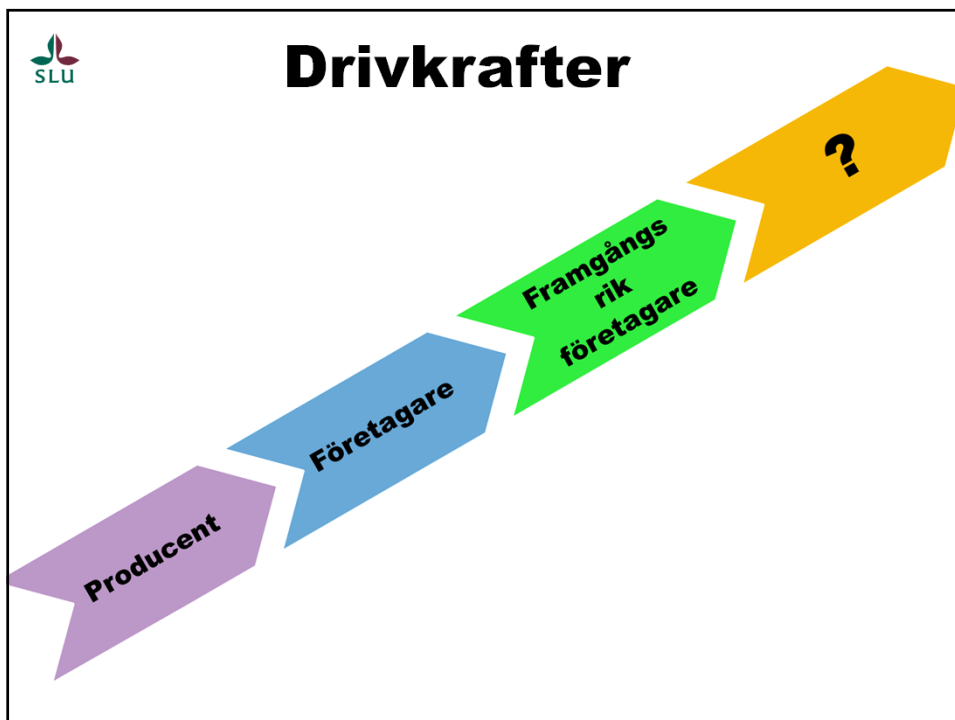 SLU
Drivkrafter
?
Framgångs
rik
företagare
Företagare
Producent